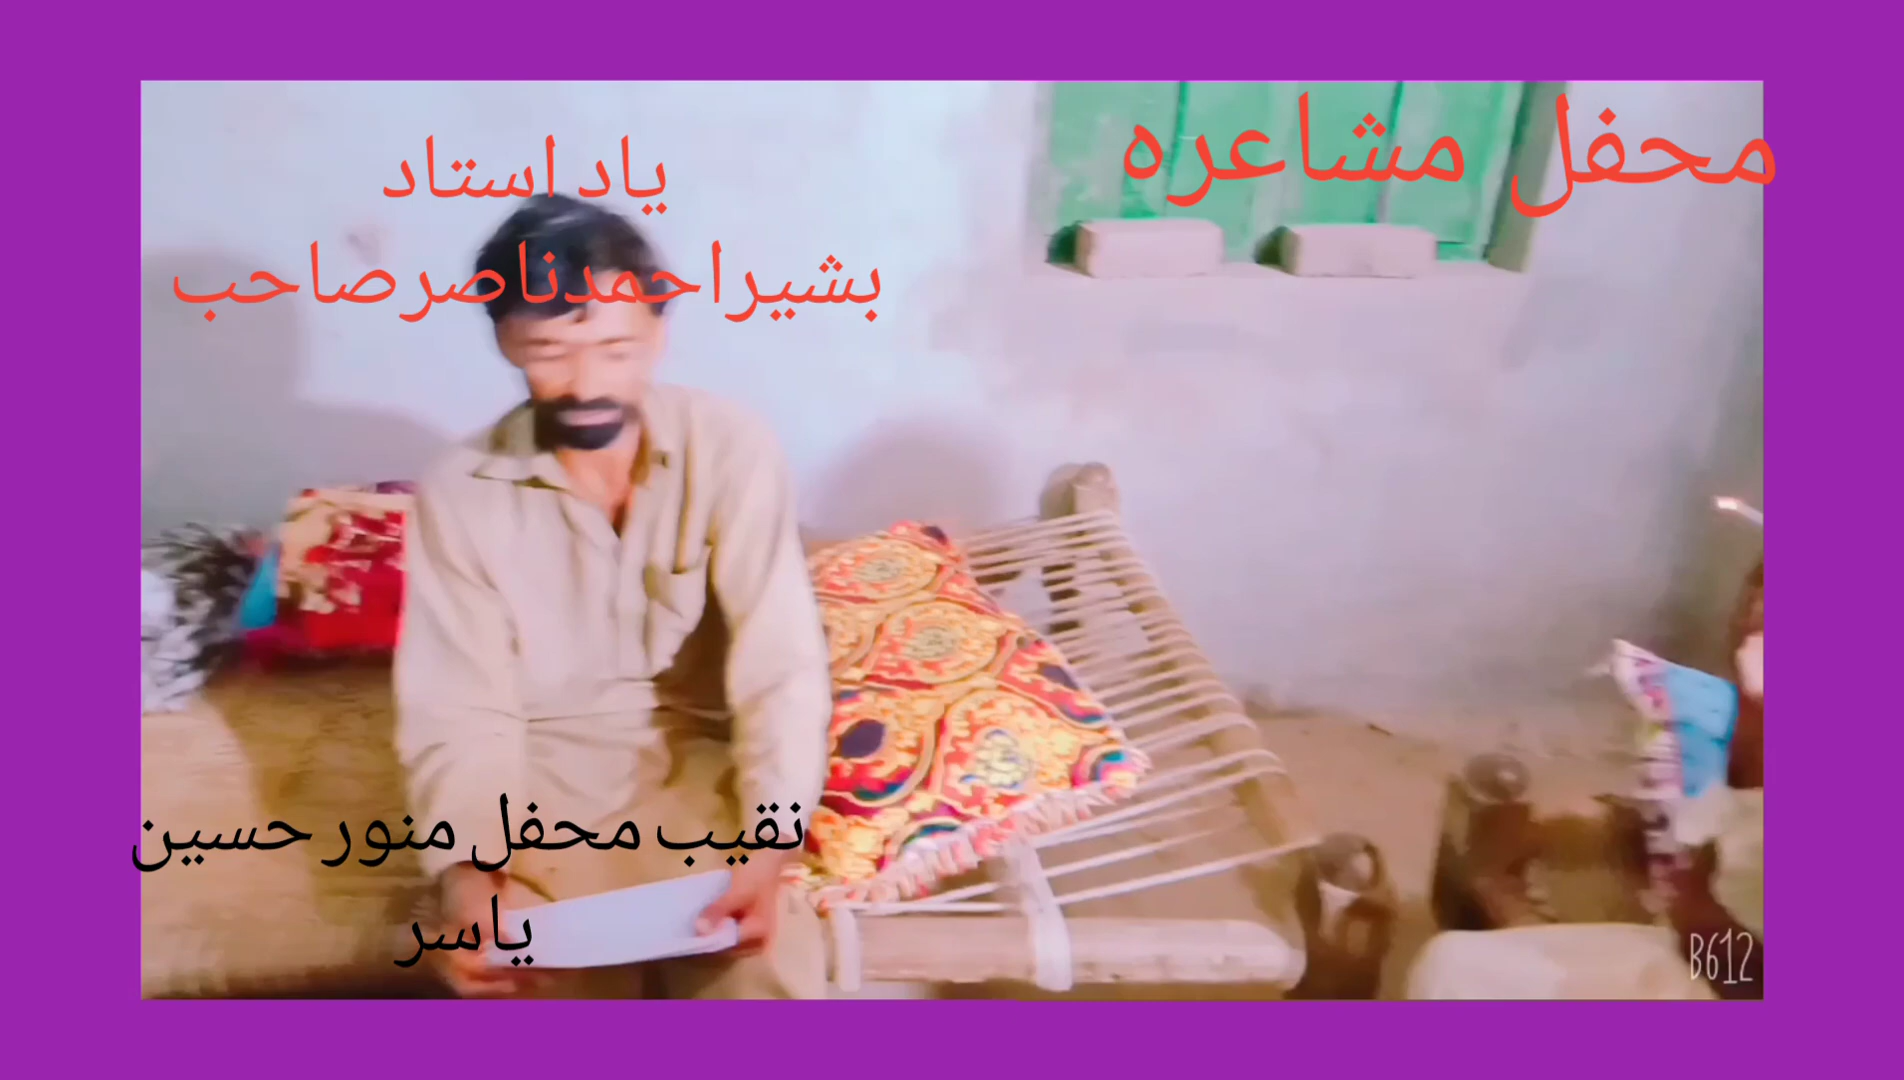 محفل مشاعرہ
یاد استاد
بشیراحمدناصرصاحب
نقیب محفل منور حسین
یاسر
B612